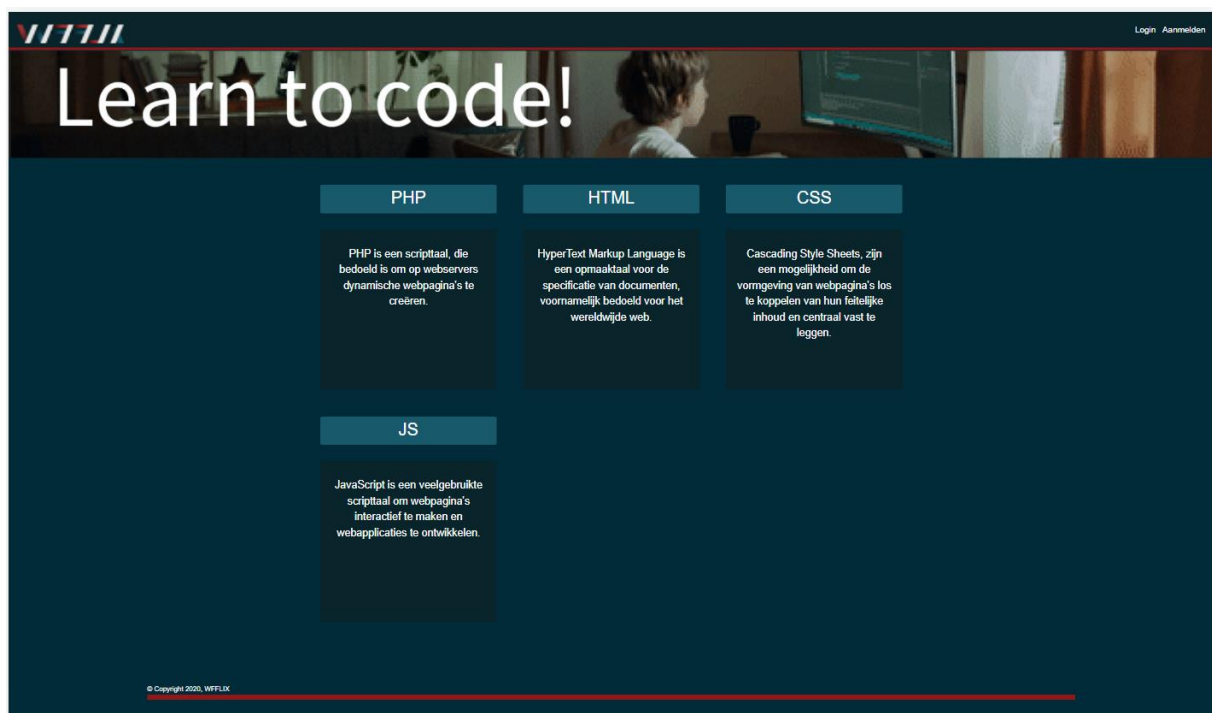 WFFLIX
Login Aanmelden
Learn to code!
PHP
HTML
CSS
PHP is een scripttaal, die
bedoeld is om op webservers
dynamische webpagina's te
creëren.
HyperText Markup Language is
een opmaaktaal voor de
specificatie van documenten,
voornamelijk bedoeld voor het
wereldwijde web.
Cascading Style Sheets, zijn
een mogelijkheid om de
vormgeving van webpagina's los
te koppelen van hun feitelijke
inhoud en centraal vast te
leggen.
JS
JavaScript is een veelgebruikte
scripttaal om webpagina's
interactief te maken en
webapplicaties te ontwikkelen.
© Copyright 2020, WFFLIX